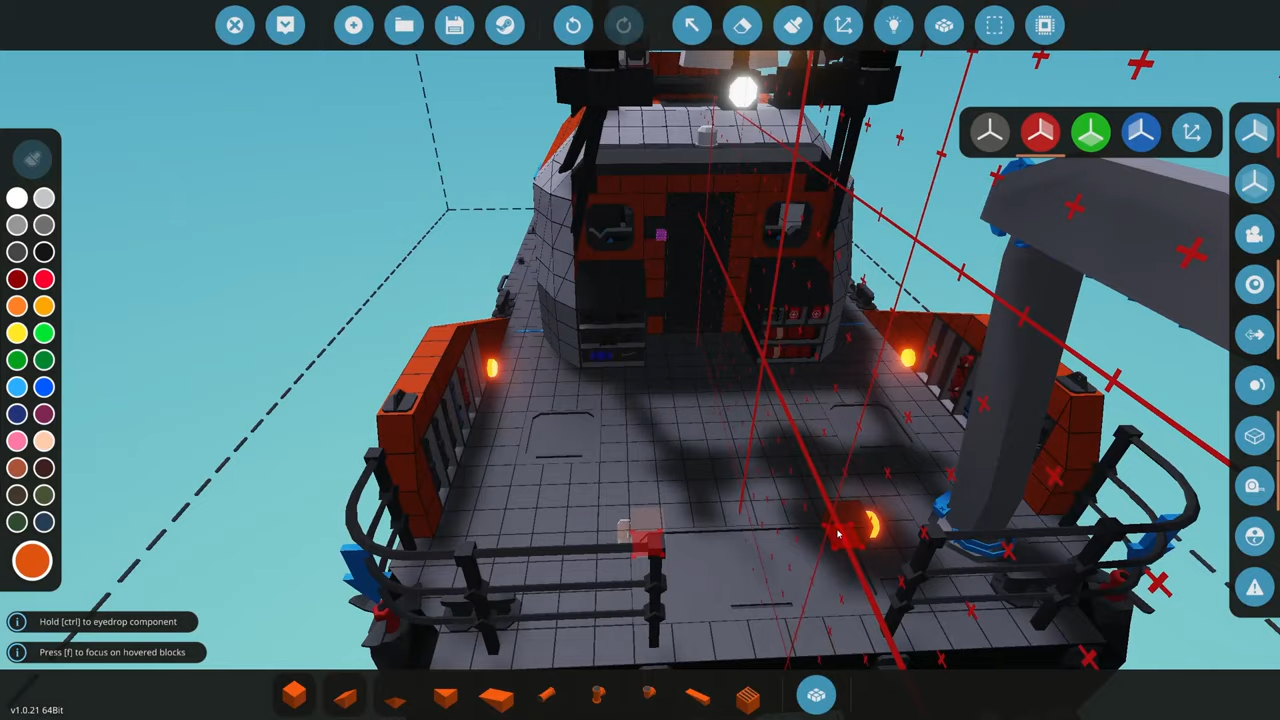 Hold [ctrl] to eyedrop component
Press [f] to focus on hovered blocks
v1.0.21 64Bit